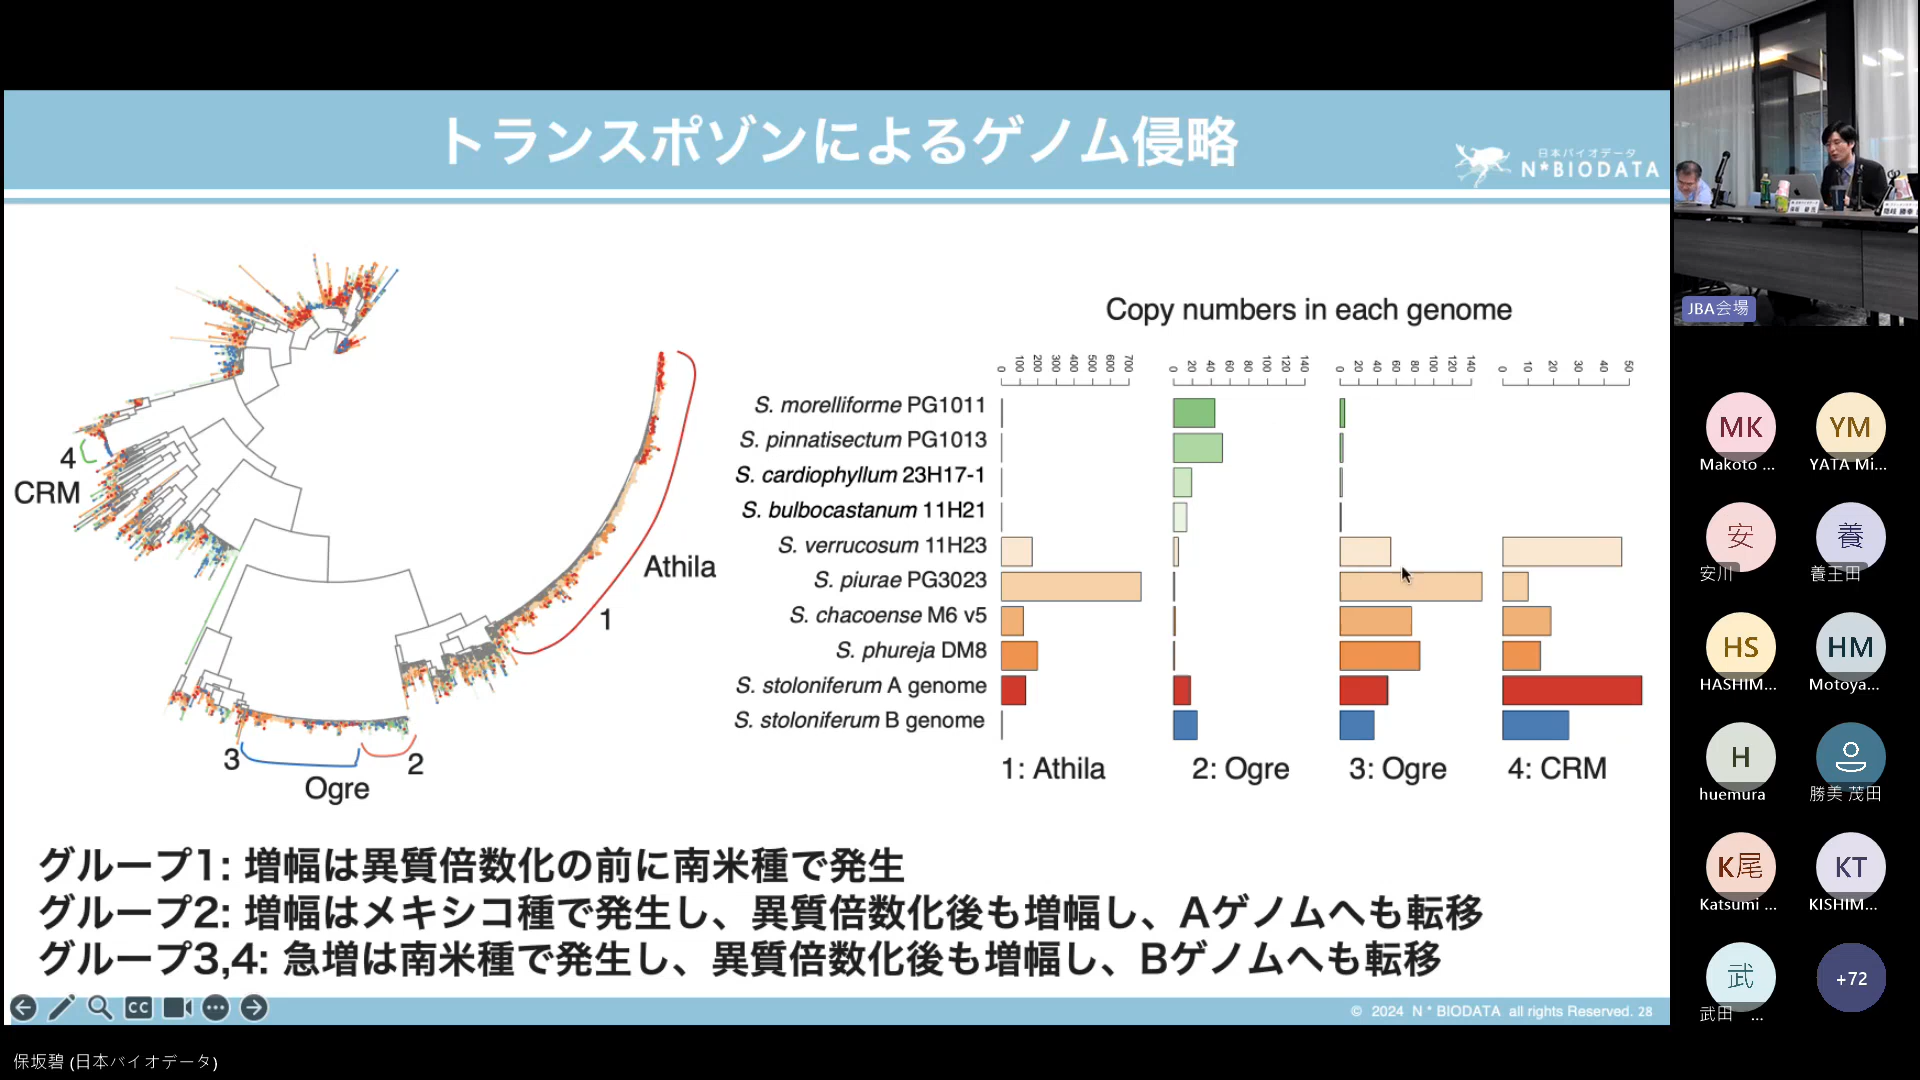 トランスポゾンによるゲノム侵略
日本バイオデータ
N*BIODATA
JBA会場
Copy numbers in each genome
0 100 200 300 400 500 600 700
0 20 40 60 80 100 120 140
0 20 40 60 80 100 120 140
0 10 20 30 40 50
S. morelliforme PG1011
S. pinnatisectum PG1013
S. cardiophyllum 23H17-1
S. bulbocastanum 11H21
S. verrucosum 11H23
S. piurae PG3023
S. chacoense M6 v5
S. phureja DM8
S. stoloniferum A genome
S. stoloniferum B genome
1: Athila
2: Ogre
3: Ogre
4: CRM
4
CRM
Athila
1
3
2
Ogre
グループ1: 増幅は異質倍数化の前に南米種で発生
グループ2: 増幅はメキシコ種で発生し、異質倍数化後も増幅し、Aゲノムへも転移
グループ3,4: 急増は南米種で発生し、異質倍数化後も増幅し、Bゲノムへも転移
CC
© 2024 N * BIODATA all rights Reserved. 28
保坂碧 (日本バイオデータ)
MK
Makoto ...
YM
YATA Mi...
安
安川
養
養王田
HS
HASHIM...
HM
Motoya...
H
huemura
勝美 茂田
K尾
Katsumi ...
KT
KISHIM...
武
武田 ...
+72